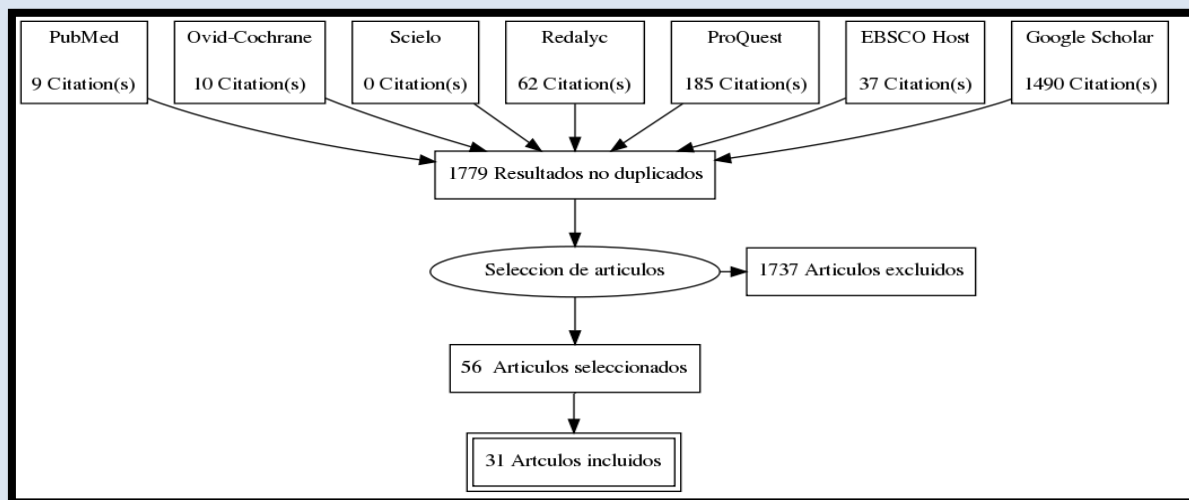 PubMed
9 Citation(s)
Ovid-Cochrane
10 Citation(s)
Scielo
0 Citation(s)
Redalyc
62 Citation(s)
ProQuest
185 Citation(s)
EBSCO Host
37 Citation(s)
Google Scholar
1490 Citation(s)
1779 Resultados no duplicados
Seleccion de articulos
1737 Articulos excluidos
56 Articulos seleccionados
31 Artculos incluidos